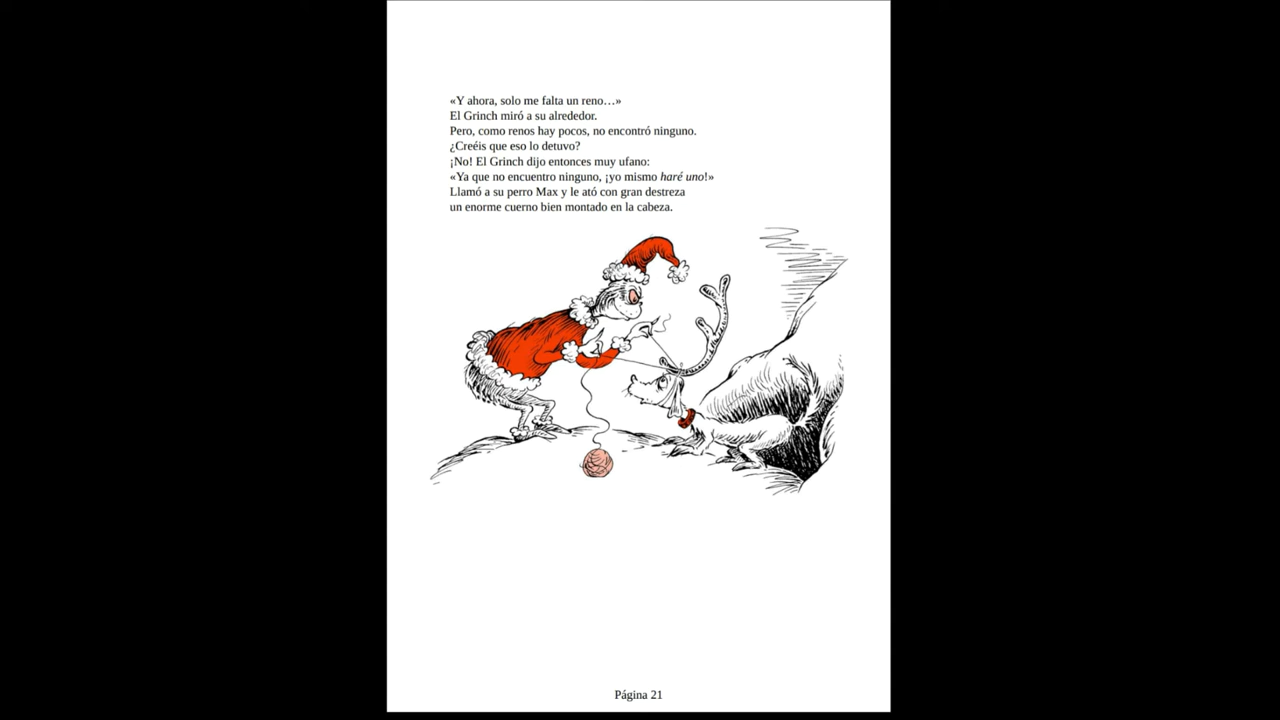 «Y ahora, solo me falta un reno…»
El Grinch miró a su alrededor.
Pero, como renos hay pocos, no encontró ninguno.
¿Creéis que eso lo detuvo?
¡No! El Grinch dijo entonces muy ufano:
«Ya que no encuentro ninguno, ¡yo mismo haré uno!»
Llamó a su perro Max y le ató con gran destreza
un enorme cuerno bien montado en la cabeza.
Página 21